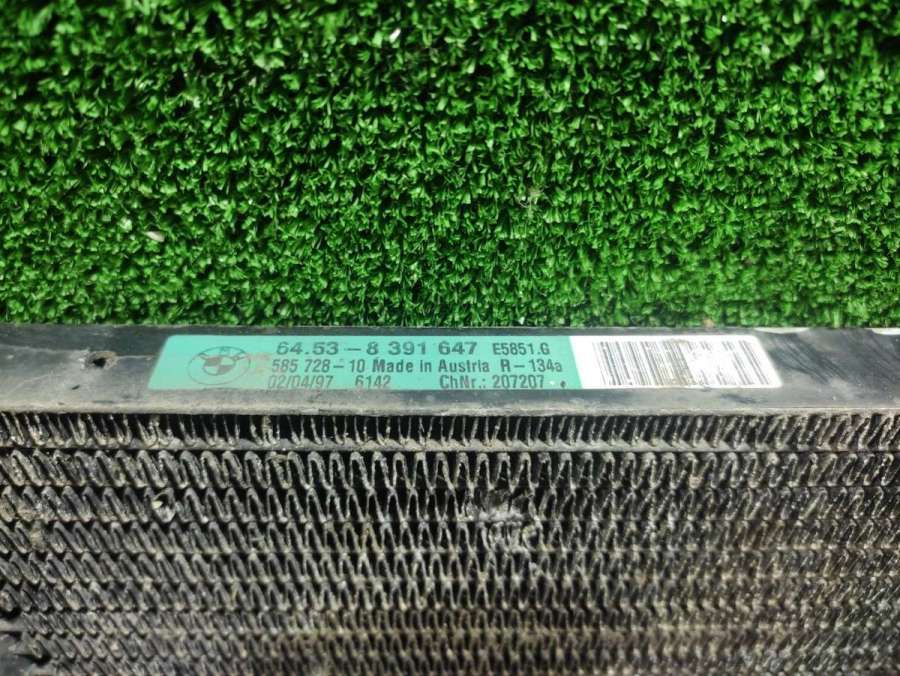 64.53-8 391 647 E5851.G
585 728-10 Made in Austria R-134a
02/04/97 6142 ChNr.: 207207